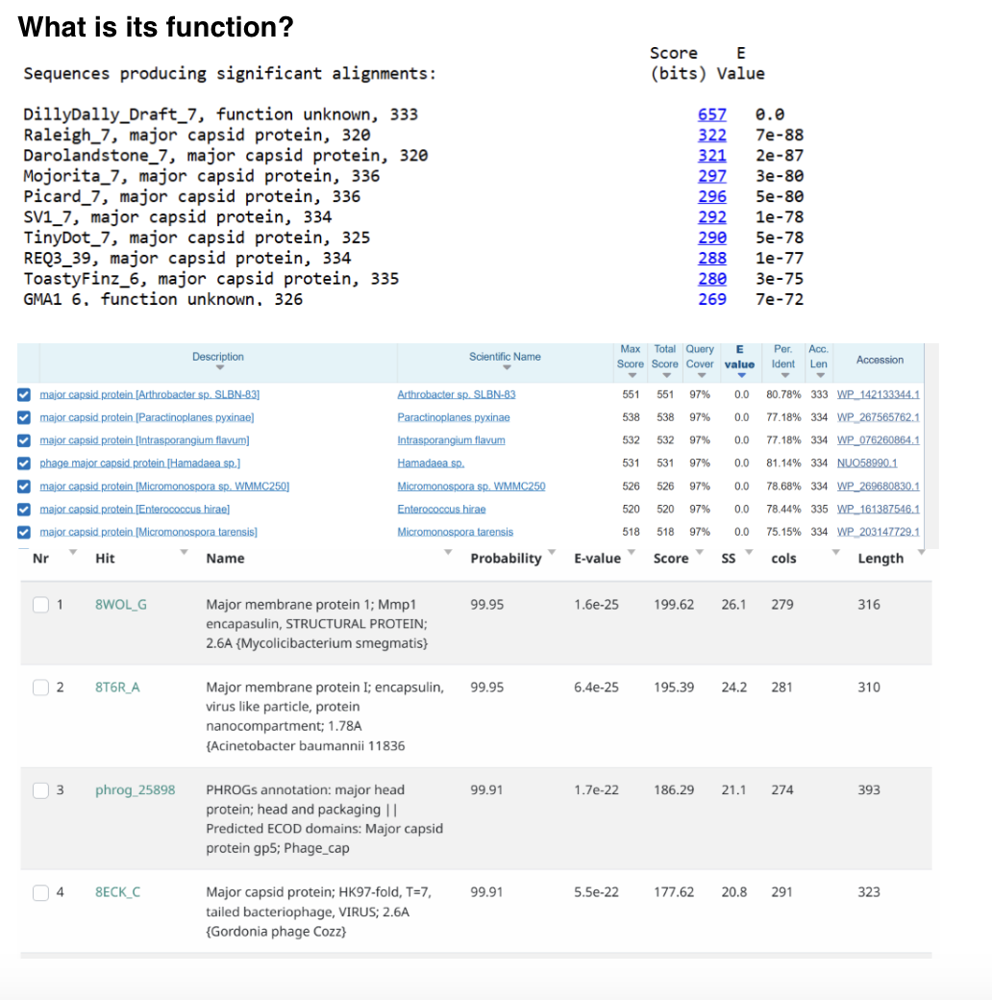 What is its function?
Score E
Sequences producing significant alignments: (bits) Value
DillyDally_Draft_7, function unknown, 333 657 0.0
Raleigh_7, major capsid protein, 320 322 7e-88
Darolandstone_7, major capsid protein, 320 321 2e-87
Mojorita_7, major capsid protein, 336 297 3e-80
Picard_7, major capsid protein, 336 296 5e-80
SV1_7, major capsid protein, 334 292 1e-78
TinyDot_7, major capsid protein, 325 290 5e-78
REQ3_39, major capsid protein, 334 288 1e-77
ToastyFinz_6, major capsid protein, 335 280 3e-75
GMA1_6, function unknown, 326 269 7e-72
Description Scientific Name Max Score Total Score Query Cover E value Per. Ident Acc. Len Accession
major capsid protein [Arthrobacter sp. SLBN-83] Arthrobacter sp. SLBN-83 551 551 97% 0.0 80.78% 333 WP_142133344.1
major capsid protein [Paractinoplanes pyxinae] Paractinoplanes pyxinae 538 538 97% 0.0 77.18% 334 WP_267565762.1
major capsid protein [Intrasporangium flavum] Intrasporangium flavum 532 532 97% 0.0 77.18% 334 WP_076260864.1
phage major capsid protein [Hamadaea sp.] Hamadaea sp. 531 531 97% 0.0 81.14% 334 NUO58990.1
major capsid protein [Micromonospora sp. WMMC250] Micromonospora sp. WMMC250 526 526 97% 0.0 78.68% 334 WP_269680830.1
major capsid protein [Enterococcus hirae] Enterococcus hirae 520 520 97% 0.0 78.44% 335 WP_161387546.1
major capsid protein [Micromonospora tarensis] Micromonospora tarensis 518 518 97% 0.0 75.15% 334 WP_203147729.1
Nr Hit Name Probability E-value Score SS cols Length
1 8WOL_G Major membrane protein 1; Mmp1 99.95 1.6e-25 199.62 26.1 279 316
encapasulin, STRUCTURAL PROTEIN;
2.6A {Mycolicibacterium smegmatis}
2 8T6R_A Major membrane protein I; encapsulin, 99.95 6.4e-25 195.39 24.2 281 310
virus like particle, protein
nanocompartment; 1.78A
{Acinetobacter baumannii 11836
3 phrog_25898 PHROGs annotation: major head 99.91 1.7e-22 186.29 21.1 274 393
protein; head and packaging ||
Predicted ECOD domains: Major capsid
protein gp5; Phage_cap
4 8ECK_C Major capsid protein; HK97-fold, T=7, 99.91 5.5e-22 177.62 20.8 291 323
tailed bacteriophage, VIRUS; 2.6A
{Gordonia phage Cozz}